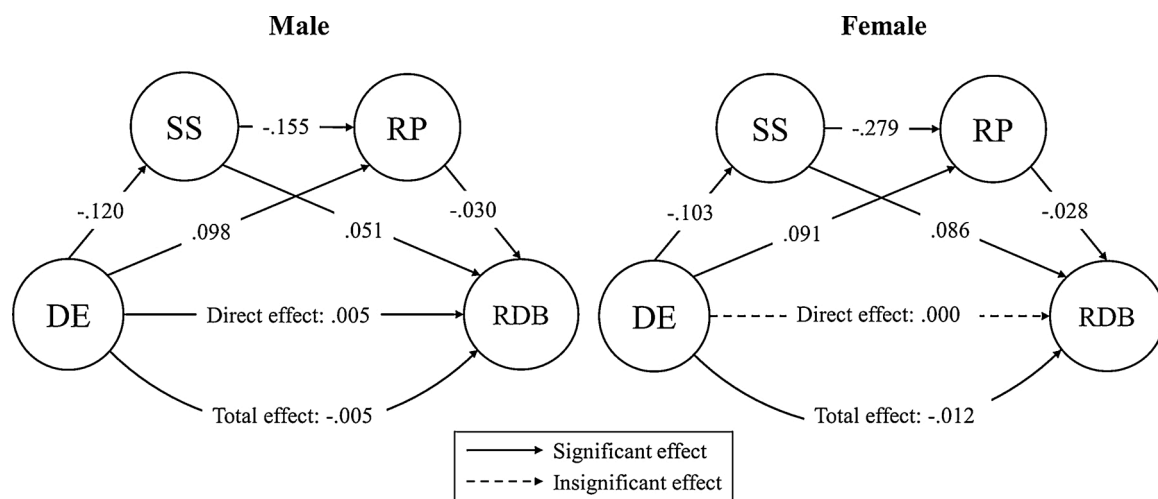 Male
SS
-.155
RP
-.120
.098
.051
-.030
DE
Direct effect: .005
RDB
Total effect: -.005
Female
SS
-.279
RP
-.103
.091
.086
-.028
DE
Direct effect: .000
RDB
Total effect: -.012
Significant effect
Insignificant effect